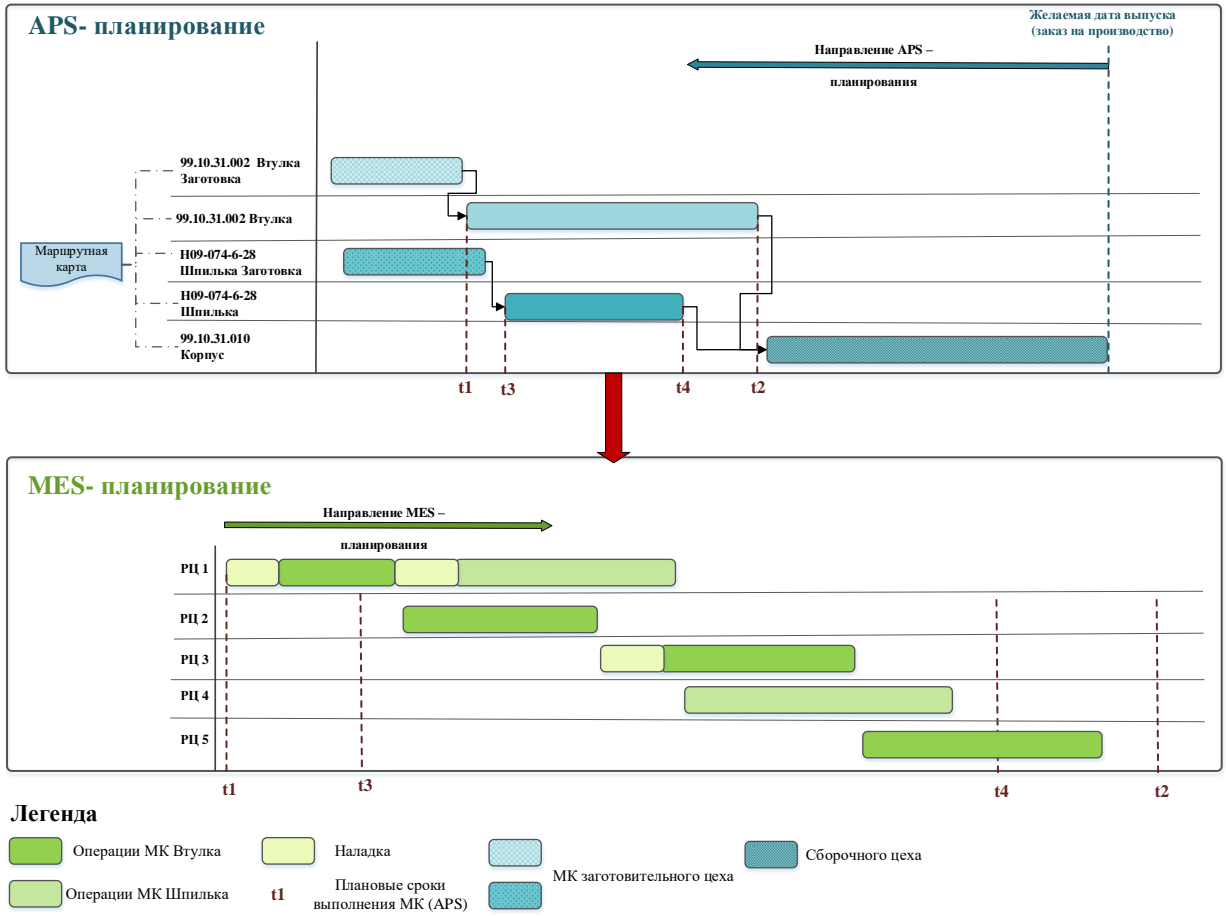 APS- планирование
Желаемая дата выпуска
(заказ на производство)
Направление APS –
планирования
99.10.31.002 Втулка
Заготовка
99.10.31.002 Втулка
Маршрутная
карта
Н09-074-6-28
Шпилька Заготовка
Н09-074-6-28
Шпилька
99.10.31.010
Корпус
t1
t3
t4
t2
MES- планирование
Направление MES –
планирования
РЦ 1
РЦ 2
РЦ 3
РЦ 4
РЦ 5
t1
t3
t4
t2
Легенда
Операции МК Втулка
Наладка
МК заготовительного цеха
Сборочного цеха
Операции МК Шпилька
t1
Плановые сроки
выполнения МК (APS)